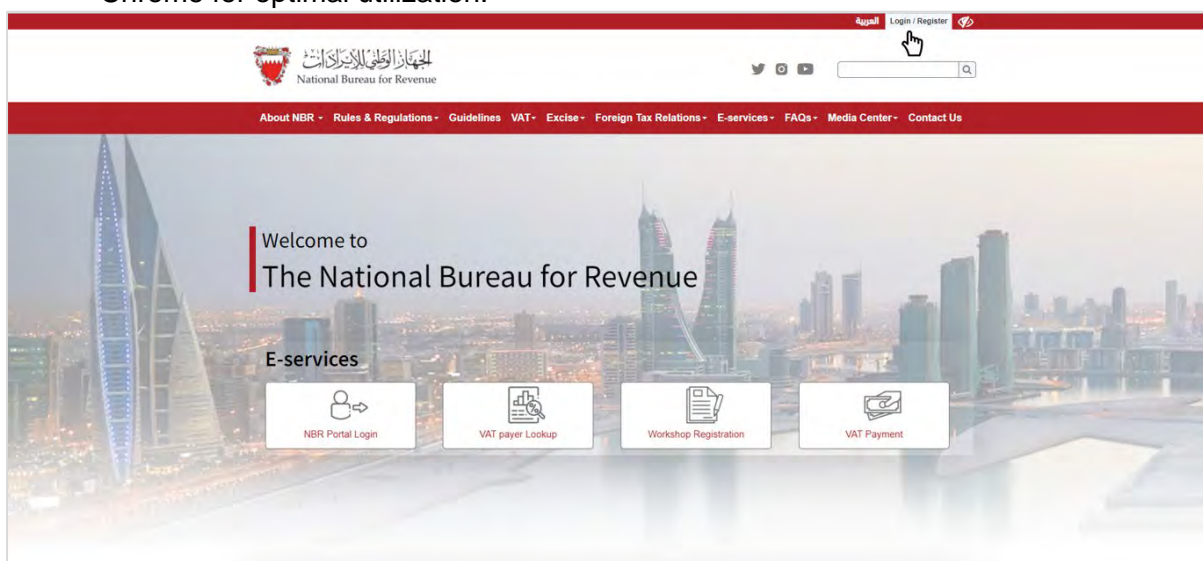 Chrome for optimal utilization.
العربية Login / Register
الجهاز الوطني للإيرادات
National Bureau for Revenue
About NBR Rules & Regulations Guidelines VAT Excise Foreign Tax Relations E-services FAQs Media Center Contact Us
Welcome to
The National Bureau for Revenue
E-services
NBR Portal Login VAT payer Lookup Workshop Registration VAT Payment